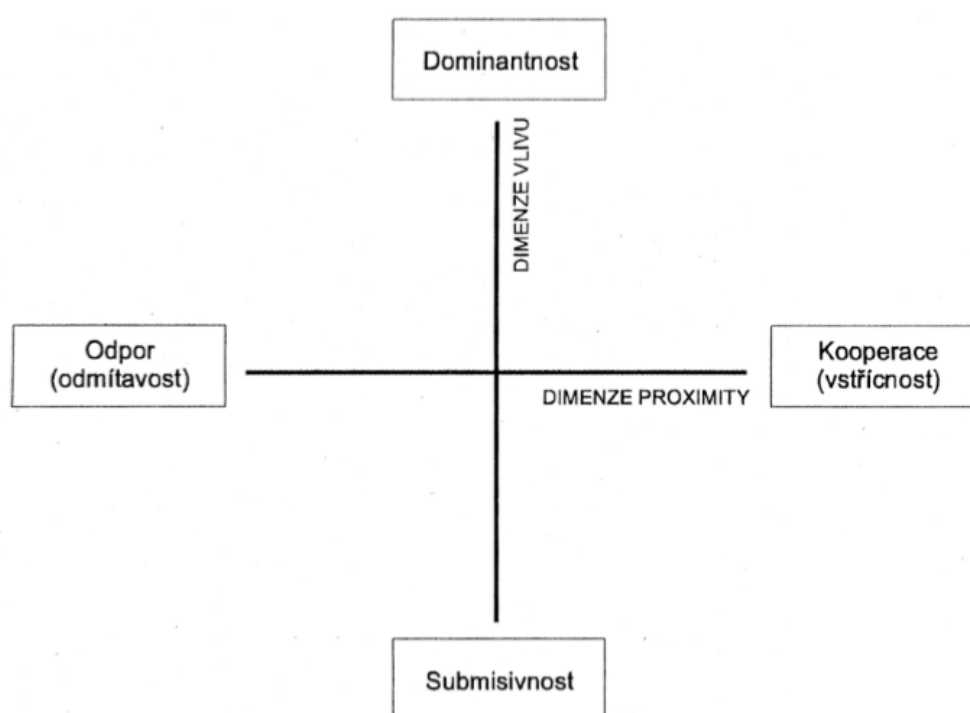 Dominantnost
DIMENZE VLIVU
Odpor
(odmítavost)
Kooperace
(vstřícnost)
DIMENZE PROXIMITY
Submisivnost